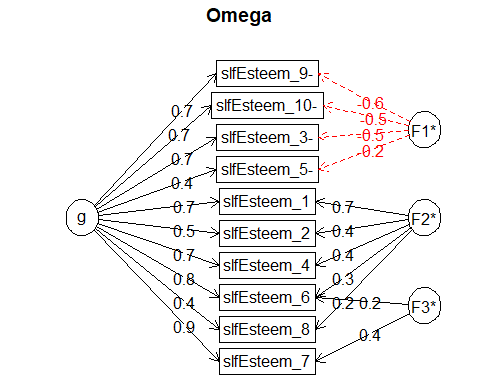 Omega
slfEsteem_9-
slfEsteem_10-
slfEsteem_3-
slfEsteem_5-
slfEsteem_1
slfEsteem_2
slfEsteem_4
slfEsteem_6
slfEsteem_8
slfEsteem_7
g
0.7
0.7
0.7
0.4
0.7
0.5
0.7
0.8
0.4
0.9
F1*
-0.6
-0.5
-0.5
-0.2
F2*
0.7
0.4
0.4
0.3
0.2
F3*
0.2
0.4